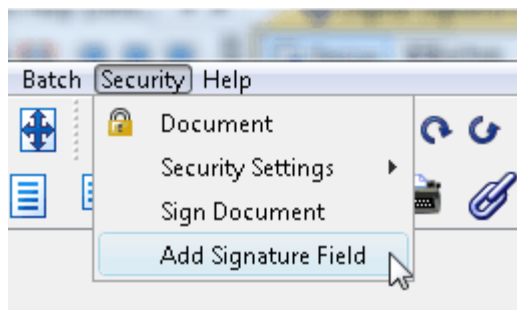 Batch Security Help
Document
Security Settings
Sign Document
Add Signature Field